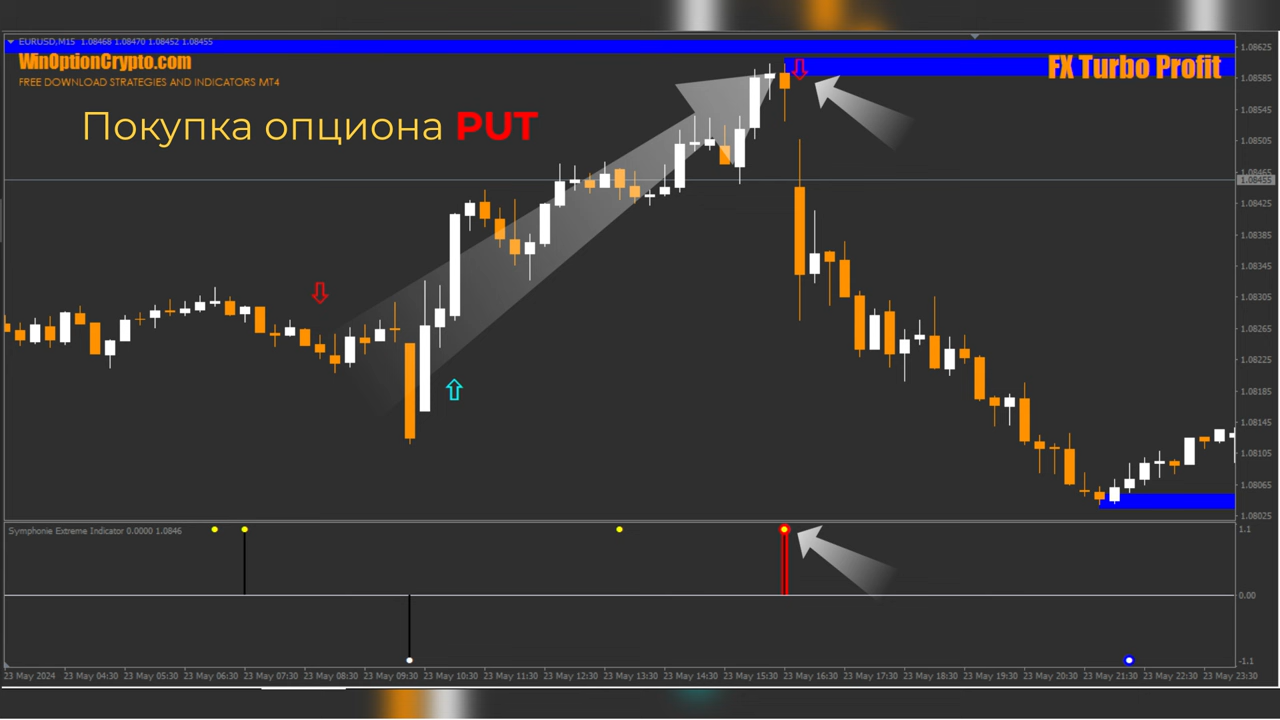 EURUSD,M15 1.08468 1.08470 1.08452 1.08455
WinOptionCrypto.com
FREE DOWNLOAD STRATEGIES AND INDICATORS MT4
FX Turbo Profit
Покупка опциона PUT
1.08625
1.08585
1.08545
1.08505
1.08465
1.08455
1.08425
1.08385
1.08345
1.08305
1.08265
1.08225
1.08185
1.08145
1.08105
1.08065
1.08025
Symphonie Extreme Indicator 0.0000 1.0846
1.1
0.00
-1.1
23 May 2024 23 May 04:30 23 May 05:30 23 May 06:30 23 May 07:30 23 May 08:30 23 May 09:30 23 May 10:30 23 May 11:30 23 May 12:30 23 May 13:30 23 May 14:30 23 May 15:30 23 May 16:30 23 May 17:30 23 May 18:30 23 May 19:30 23 May 20:30 23 May 21:30 23 May 22:30 23 May 23:30